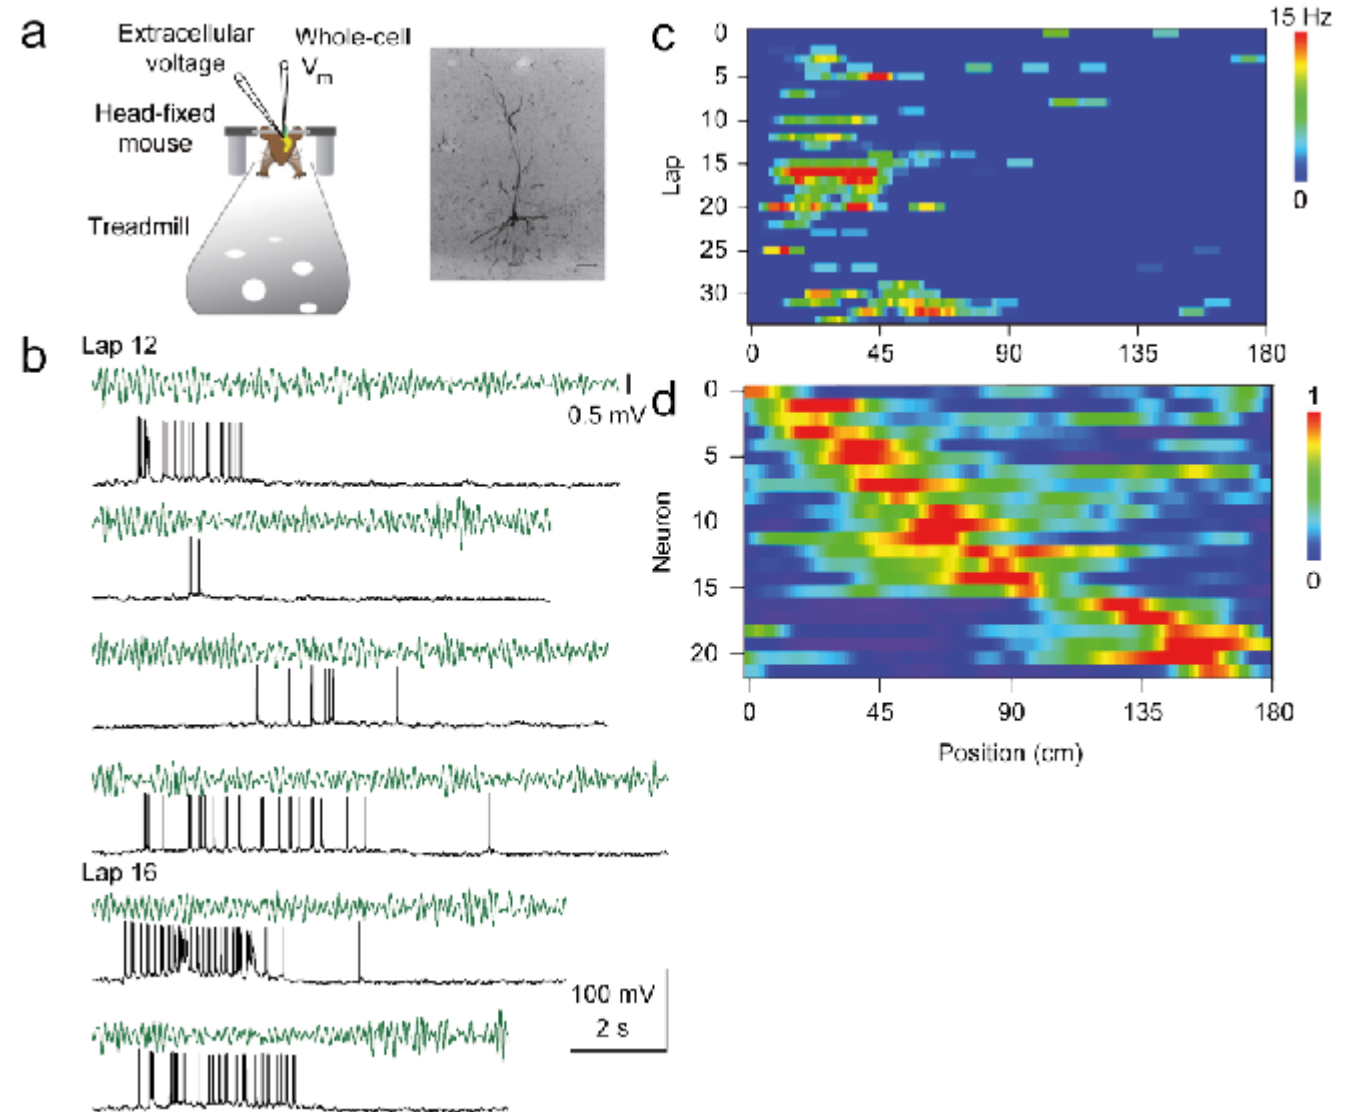 a
Extracellular
voltage
Whole-cell
Vm
Head-fixed
mouse
Treadmill
b
Lap 12
0.5 mV
Lap 16
100 mV
2 s
c
15 Hz
0
Lap
0
5
10
15
20
25
30
0 45 90 135 180
d
1
0
Neuron
0
5
10
15
20
0 45 90 135 180
Position (cm)